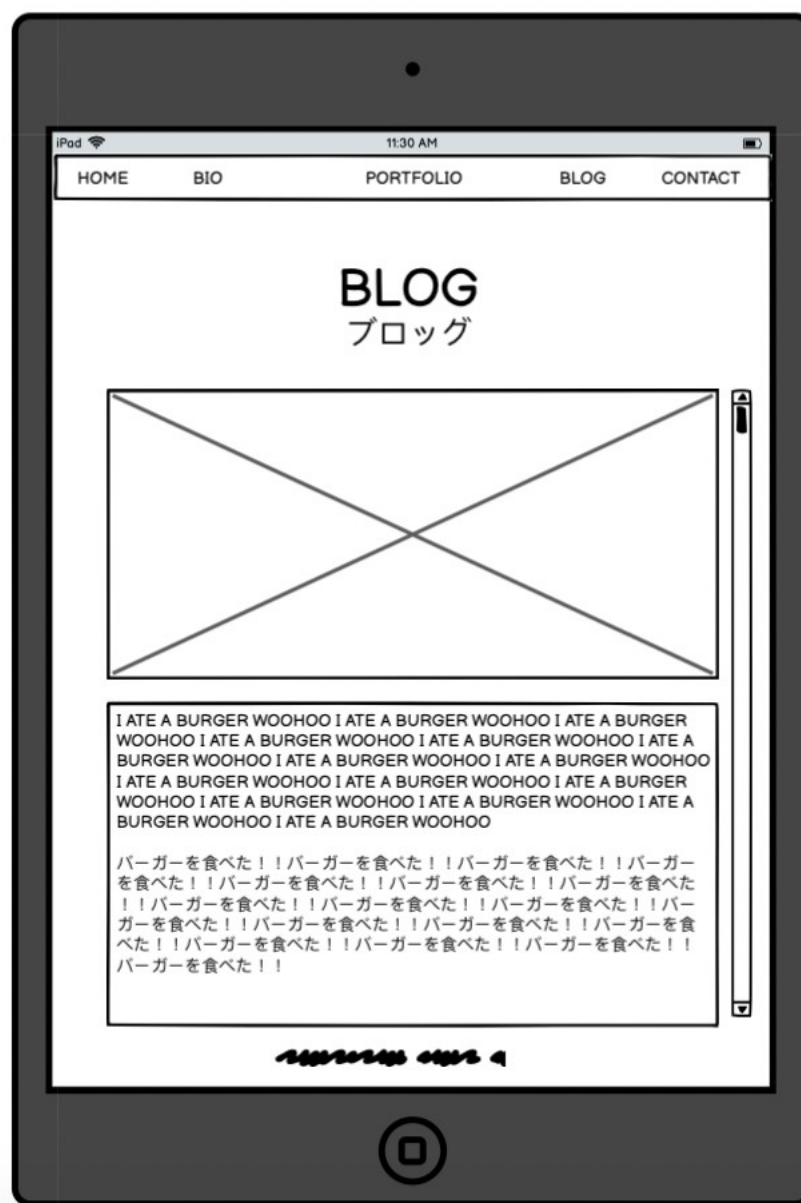 iPad
11:30 AM
HOME BIO PORTFOLIO BLOG CONTACT
BLOG
ブロッグ
I ATE A BURGER WOOHOO I ATE A BURGER WOOHOO I ATE A BURGER
WOOHOO I ATE A BURGER WOOHOO I ATE A BURGER WOOHOO I ATE A
BURGER WOOHOO I ATE A BURGER WOOHOO I ATE A BURGER WOOHOO
I ATE A BURGER WOOHOO I ATE A BURGER WOOHOO I ATE A BURGER
WOOHOO I ATE A BURGER WOOHOO I ATE A BURGER WOOHOO I ATE A
BURGER WOOHOO I ATE A BURGER WOOHOO
バーガーを食べた！！バーガーを食べた！！バーガーを食べた！！バーガー
を食べた！！バーガーを食べた！！バーガーを食べた！！バーガーを食べた
！！バーガーを食べた！！バーガーを食べた！！バーガーを食べた！！バー
ガーを食べた！！バーガーを食べた！！バーガーを食べた！！バーガーを食
べた！！バーガーを食べた！！バーガーを食べた！！バーガーを食べた！！
バーガーを食べた！！